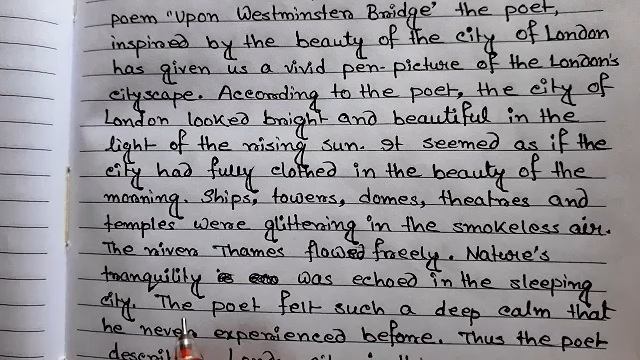 poem "Upon Westminster Bridge' the poet,
inspired by the beauty of the city of London
has given us a vivid pen-picture of the London's
cityscape. According to the poet, the city of
London looked bright and beautiful in the
light of the rising sun. It seemed as if the
city had fully clothed in the beauty of the
morning. Ships, towers, domes, theatres and
temples were glittering in the smokeless air.
The river Thames flowed freely. Nature's
tranquility was echoed in the sleeping
city. The poet felt such a deep calm that
he never experienced before. Thus the poet